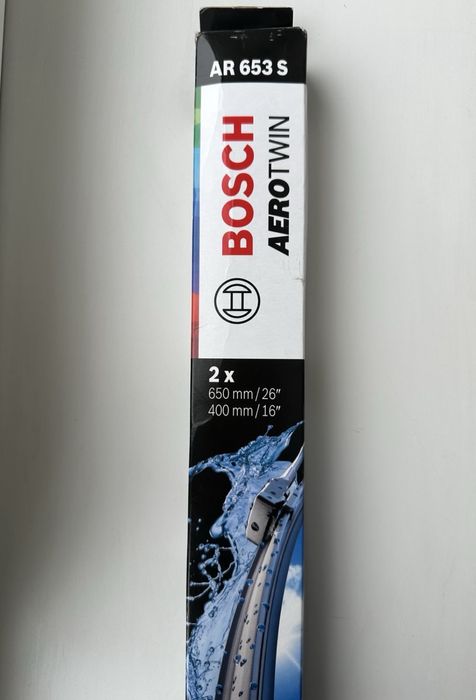 AR 653 S
BOSCH
AEROTWIN
2 x
650 mm / 26"
400 mm / 16"